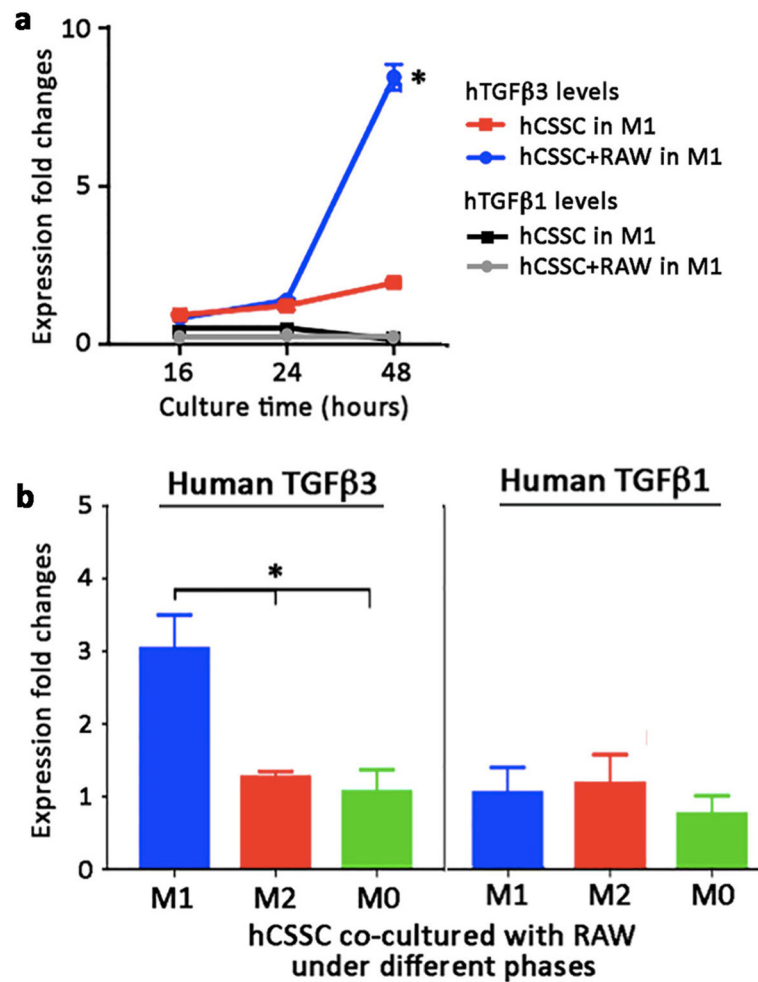 a
10
5
0
Expression fold changes
16 24 48
Culture time (hours)
*
hTGFβ3 levels
hCSSC in M1
hCSSC+RAW in M1
hTGFβ1 levels
hCSSC in M1
hCSSC+RAW in M1
b
Human TGFβ3
Human TGFβ1
5
4
3
2
1
0
Expression fold changes
*
M1 M2 M0 M1 M2 M0
hCSSC co-cultured with RAW
under different phases